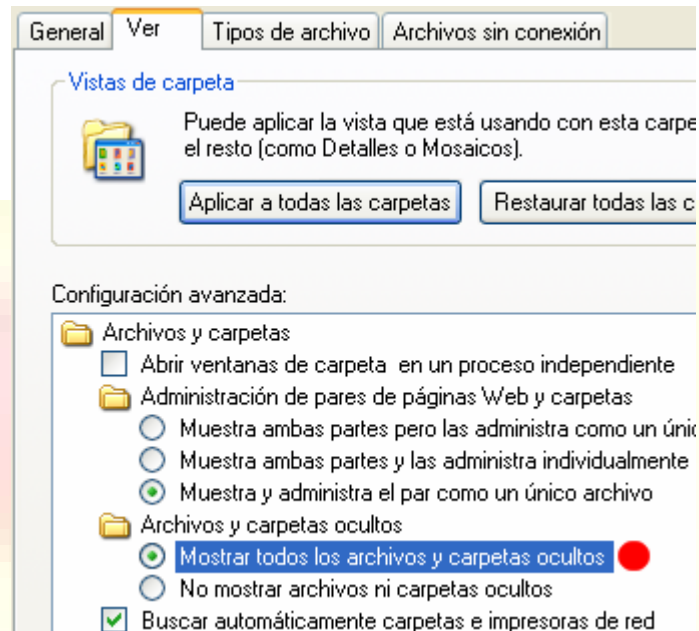 General Ver Tipos de archivo Archivos sin conexión
Vistas de carpeta
Puede aplicar la vista que está usando con esta carpe
el resto (como Detalles o Mosaicos).
Aplicar a todas las carpetas Restaurar todas las c
Configuración avanzada:
Archivos y carpetas
Abrir ventanas de carpeta en un proceso independiente
Administración de pares de páginas Web y carpetas
Muestra ambas partes pero las administra como un únic
Muestra ambas partes y las administra individualmente
Muestra y administra el par como un único archivo
Archivos y carpetas ocultos
Mostrar todos los archivos y carpetas ocultos
No mostrar archivos ni carpetas ocultos
Buscar automáticamente carpetas e impresoras de red